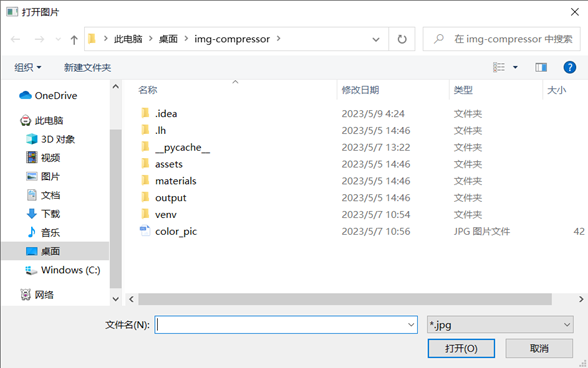 打开图片
此电脑 桌面 img-compressor
在 img-compressor 中搜索
组织 新建文件夹
名称 修改日期 类型 大小
OneDrive
此电脑
3D 对象
视频
图片
文档
下载
音乐
桌面
Windows (C:)
网络
.idea 2023/5/9 4:24 文件夹
.lh 2023/5/5 14:46 文件夹
__pycache__ 2023/5/7 13:22 文件夹
assets 2023/5/5 14:46 文件夹
materials 2023/5/5 14:46 文件夹
output 2023/5/5 14:46 文件夹
venv 2023/5/7 10:54 文件夹
color_pic 2023/5/7 10:56 JPG 图片文件 42
文件名(N): *.jpg
打开(O) 取消